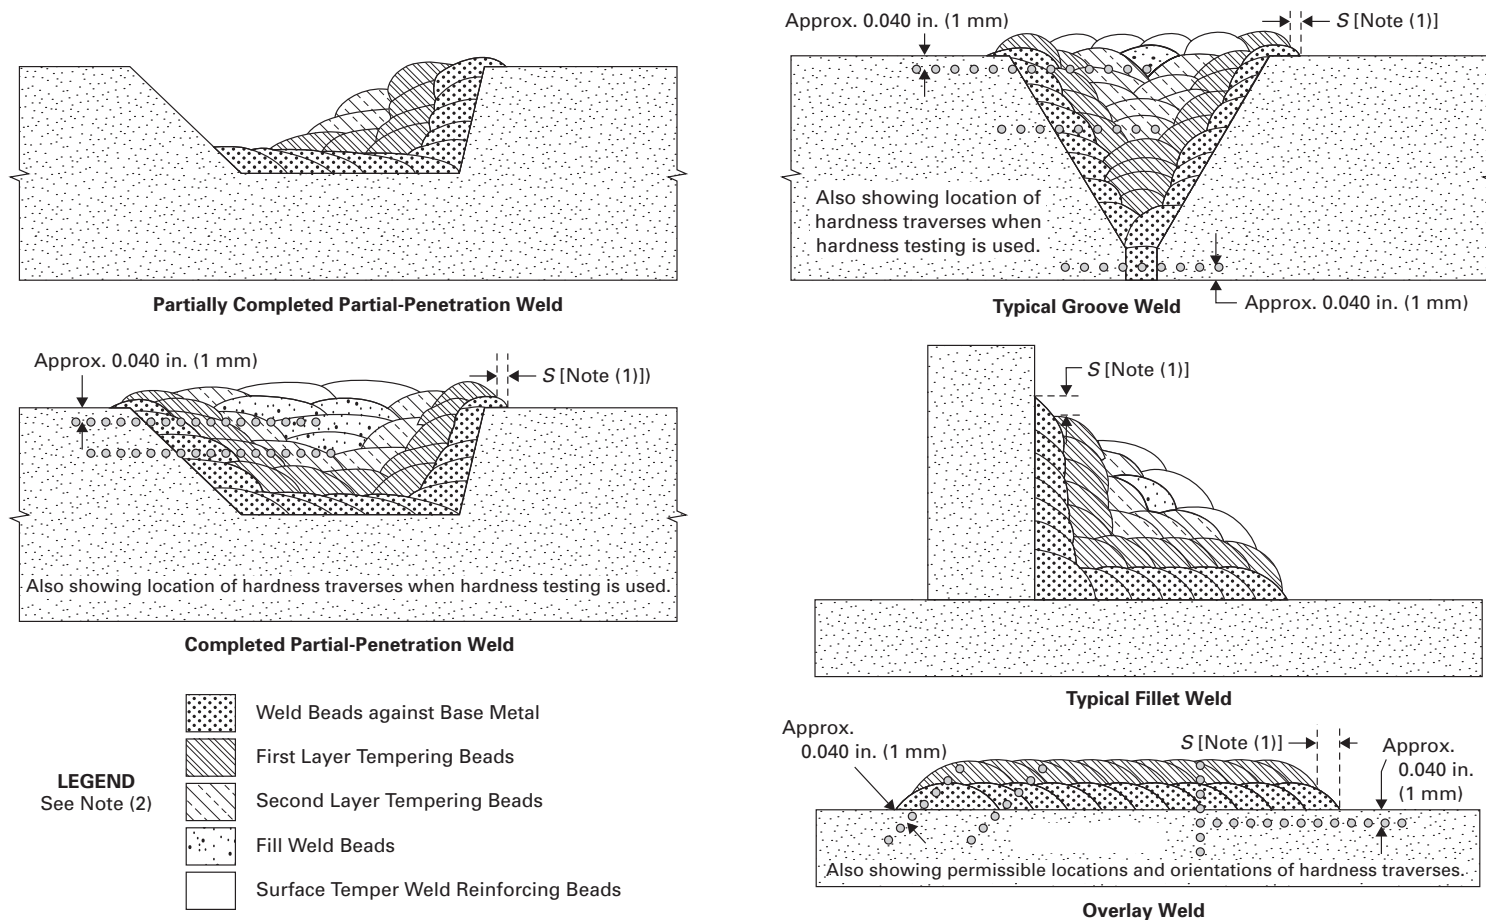 Partially Completed Partial-Penetration Weld
Approx. 0.040 in. (1 mm)
S [Note (1)])
Also showing location of hardness traverses when hardness testing is used.
Completed Partial-Penetration Weld
LEGEND
See Note (2)
Weld Beads against Base Metal
First Layer Tempering Beads
Second Layer Tempering Beads
Fill Weld Beads
Surface Temper Weld Reinforcing Beads
Approx. 0.040 in. (1 mm)
S [Note (1)]
Also showing location of
hardness traverses when
hardness testing is used.
Approx. 0.040 in. (1 mm)
Typical Groove Weld
S [Note (1)]
Typical Fillet Weld
Approx.
0.040 in. (1 mm)
S [Note (1)]
Approx.
0.040 in.
(1 mm)
Also showing permissible locations and orientations of hardness traverses.
Overlay Weld